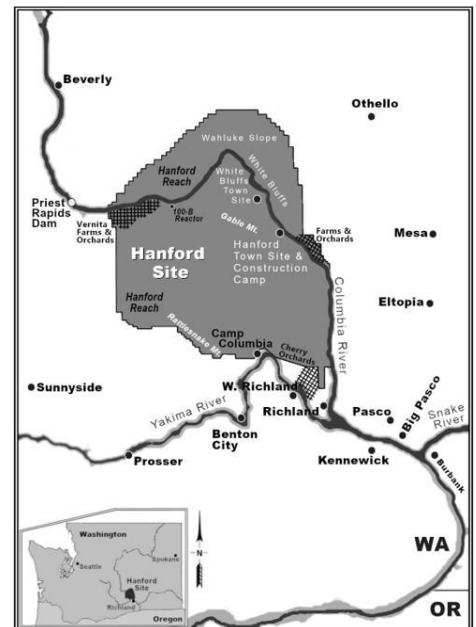 Beverly
Othello
Wahluke Slope
Hanford
Reach
White Bluffs
White
Bluffs
Town
Site
Priest
Rapids
Dam
100-B
Reactor
Vernita
Farms &
Orchards
Gable Mt.
Farms &
Orchards
Mesa
Hanford
Site
Hanford
Town Site &
Construction
Camp
Columbia River
Hanford
Reach
Eltopia
Rattlesnake Mt.
Camp
Columbia
Cherry
Orchards
Sunnyside
W. Richland
Richland
Yakima River
Pasco
Big Pasco
Snake
River
Benton
City
Prosser
Kennewick
Burbank
Washington
Spokane
Seattle
Hanford
Site
Richland
Oregon
N
WA
OR